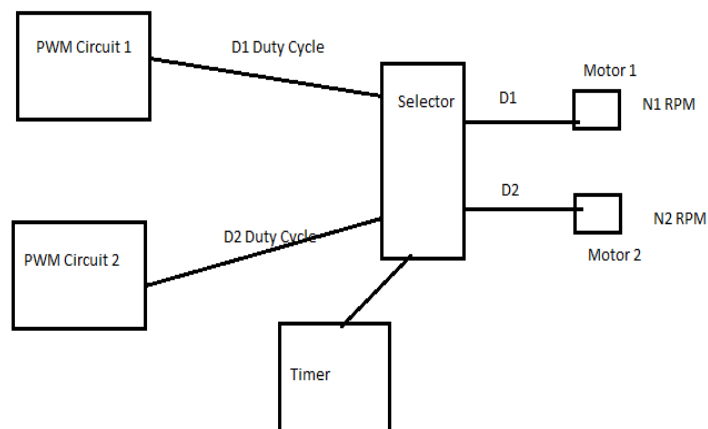 PWM Circuit 1
D1 Duty Cycle
Selector
D1
Motor 1
N1 RPM
D2
N2 RPM
Motor 2
D2 Duty Cycle
PWM Circuit 2
Timer